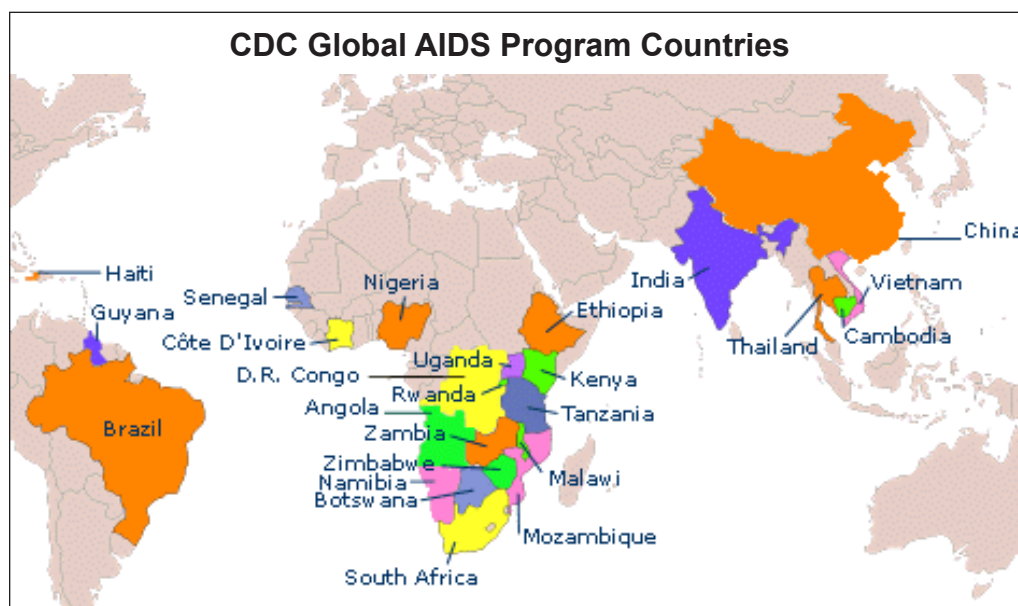 CDC Global AIDS Program Countries
China
Haiti
Nigeria
India
Vietnam
Senegal
Guyana
Ethiopia
Côte D'Ivoire
Thailand
Cambodia
Uganda
D.R. Congo
Kenya
Rwanda
Angola
Tanzania
Brazil
Zambia
Zimbabwe
Malawi
Namibia
Botswana
Mozambique
South Africa